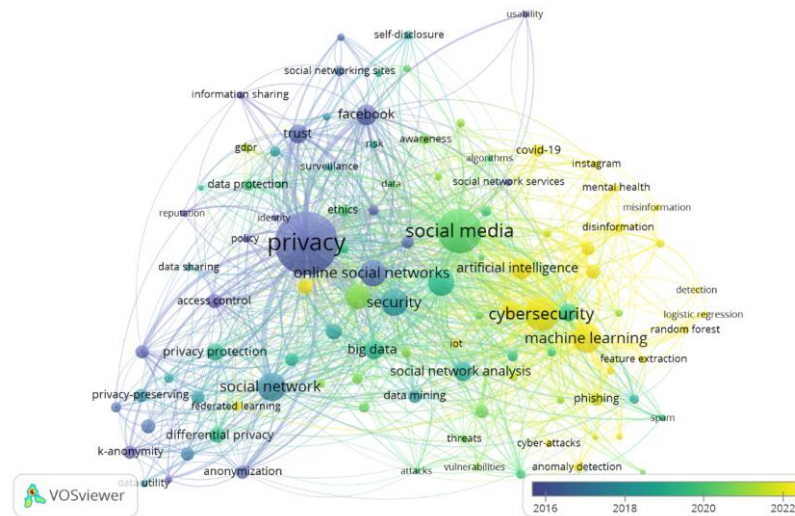 usability
self-disclosure
social networking sites
information sharing
facebook
trust
gdpr
risk
awareness
covid-19
algorithms
instagram
surveillance
data protection
data
social network services
mental health
ethics
reputation
identity
misinformation
privacy
policy
social media
disinformation
data sharing
online social networks
artificial intelligence
access control
security
cybersecurity
detection
logistic regression
iot
machine learning
random forest
privacy protection
big data
feature extraction
social network
social network analysis
privacy-preserving
federated learning
data mining
phishing
spam
differential privacy
threats
cyber-attacks
k-anonymity
anonymization
attacks
vulnerabilities
anomaly detection
data utility
VOSviewer
2016 2018 2020 2022